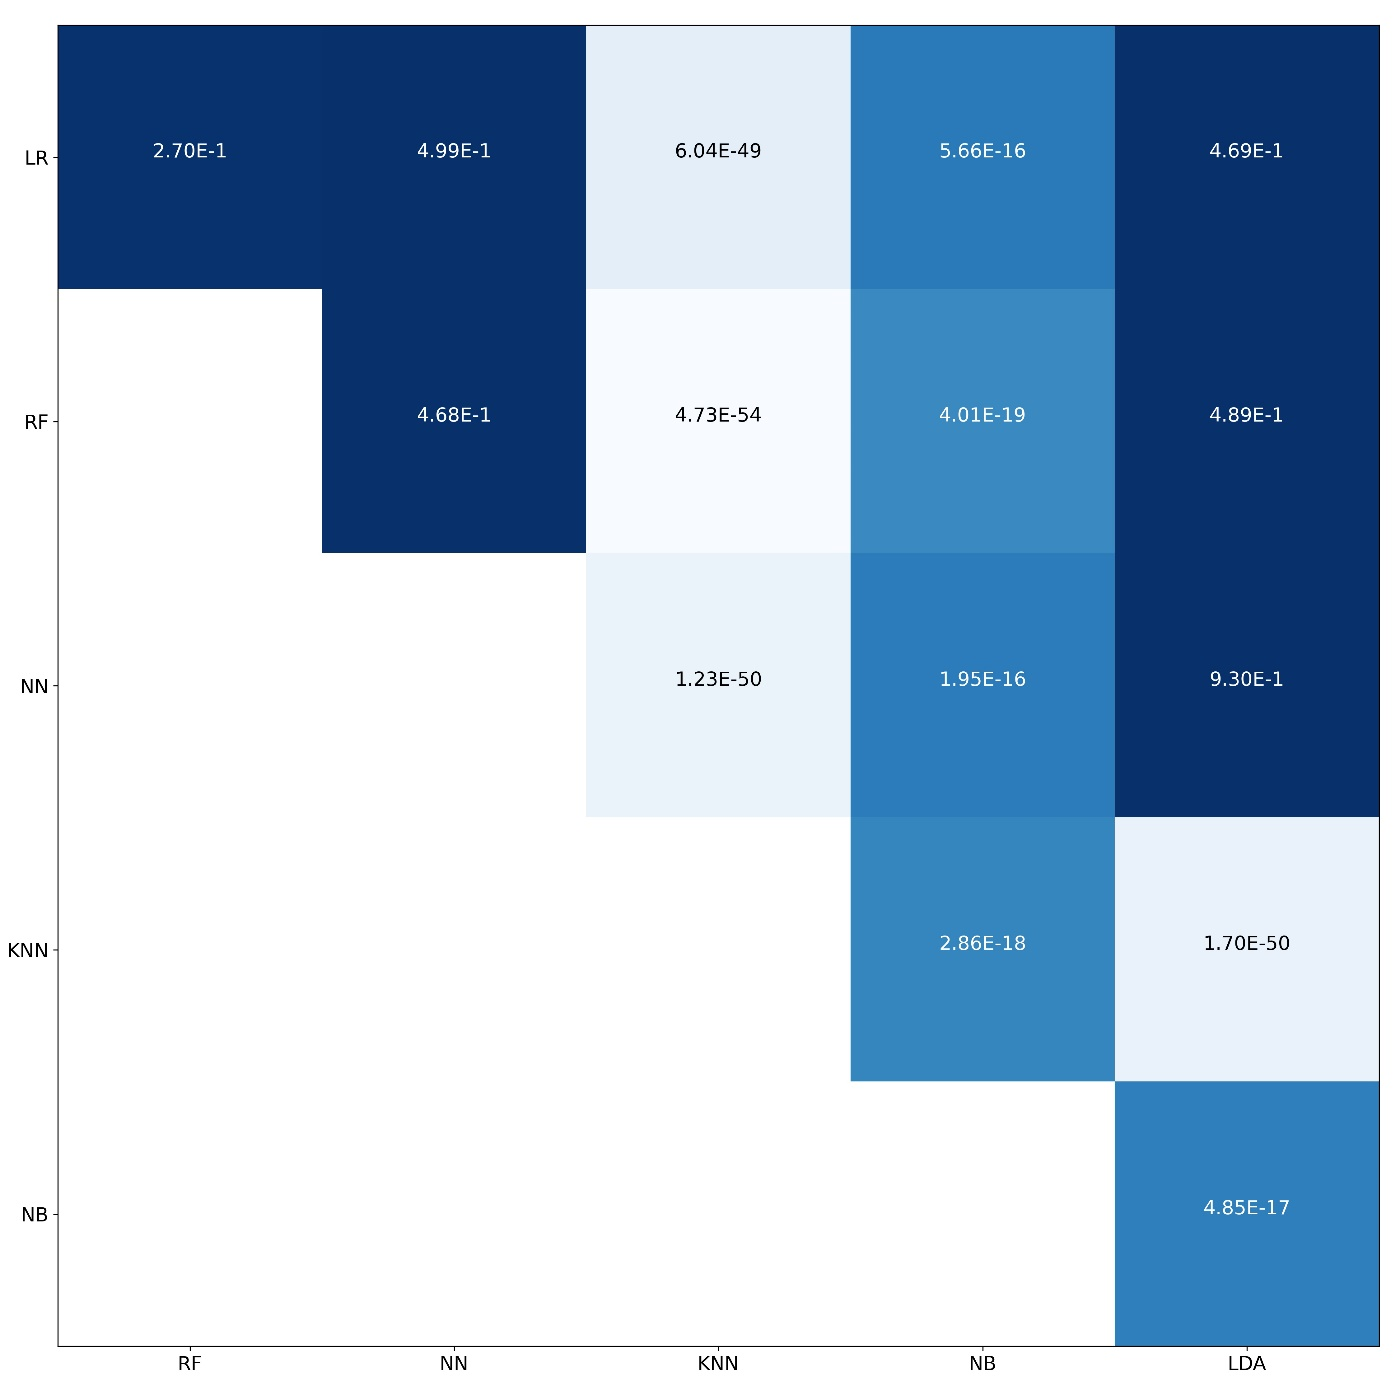 LR 2.70E-1 4.99E-1 6.04E-49 5.66E-16 4.69E-1
RF 4.68E-1 4.73E-54 4.01E-19 4.89E-1
NN 1.23E-50 1.95E-16 9.30E-1
KNN 2.86E-18 1.70E-50
NB 4.85E-17
RF NN KNN NB LDA